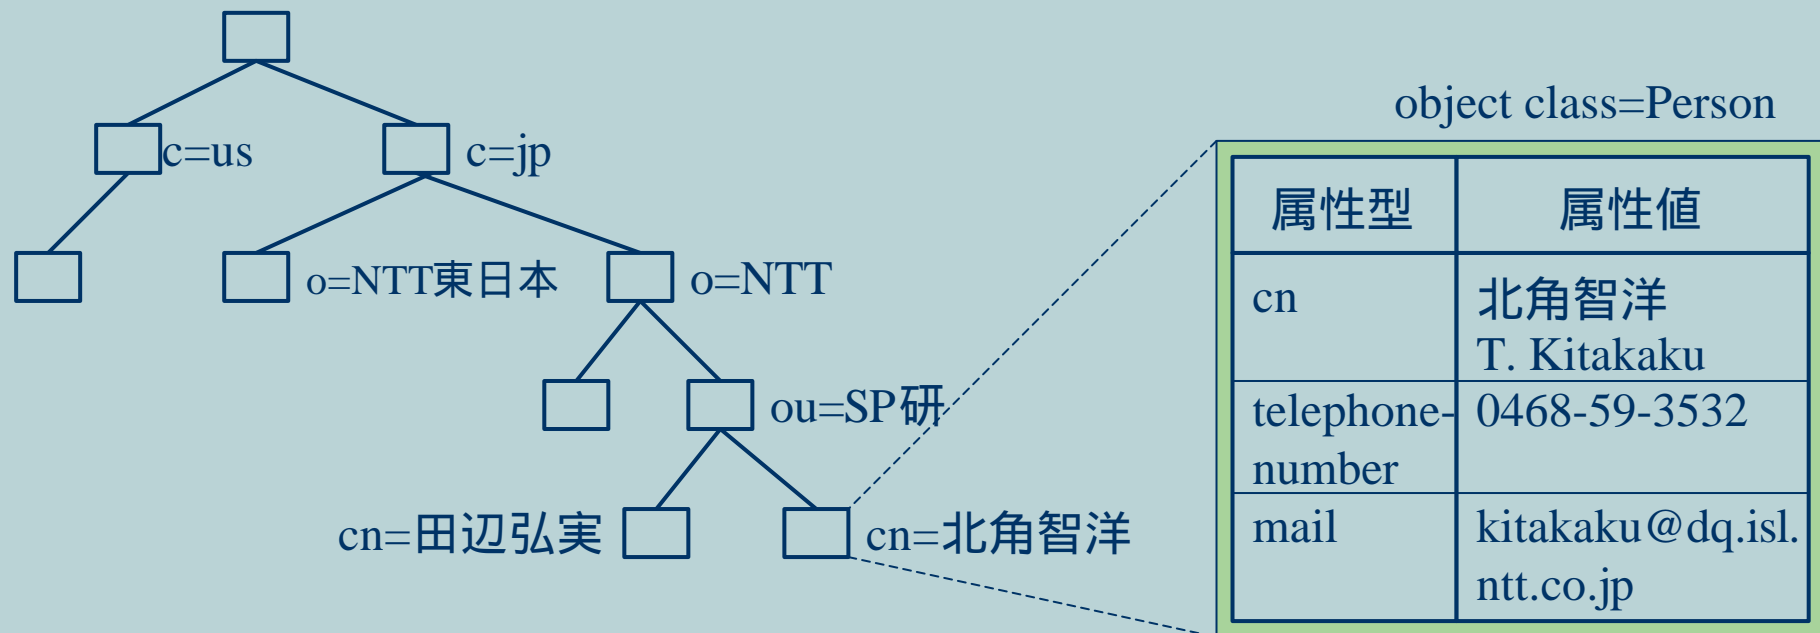 object class=Person
c=us
c=jp
o=NTT東日本
o=NTT
ou=SP研
cn=田辺弘実
cn=北角智洋
属性型 属性値
cn 北角智洋
T. Kitakaku
telephone- 0468-59-3532
number
mail kitakaku@dq.isl.
ntt.co.jp